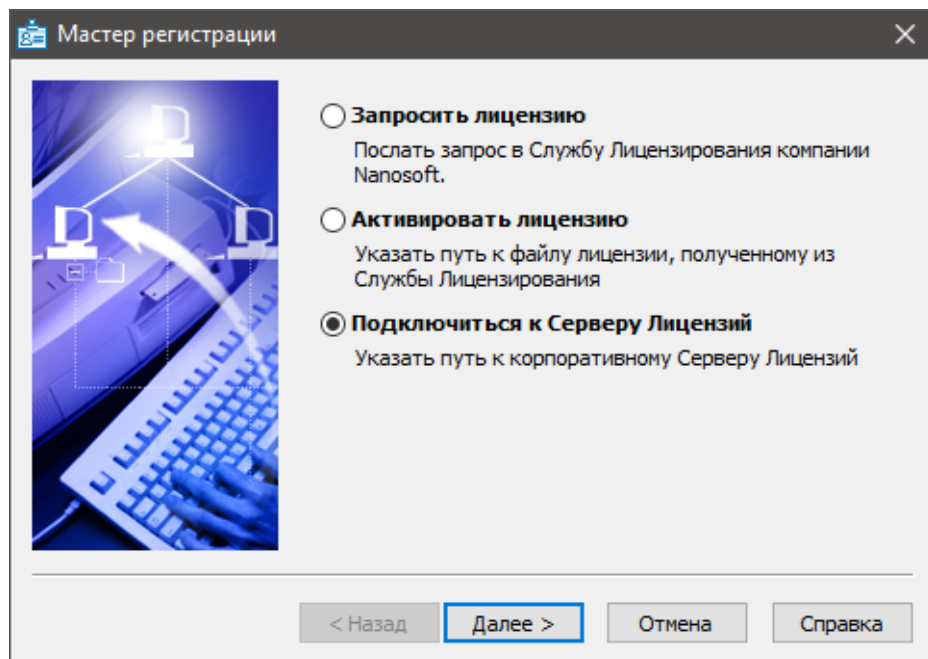 Мастер регистрации
Запросить лицензию
Послать запрос в Службу Лицензирования компании
Nanosoft.
Активировать лицензию
Указать путь к файлу лицензии, полученному из
Службы Лицензирования
Подключиться к Серверу Лицензий
Указать путь к корпоративному Серверу Лицензий
< Назад
Далее >
Отмена
Справка